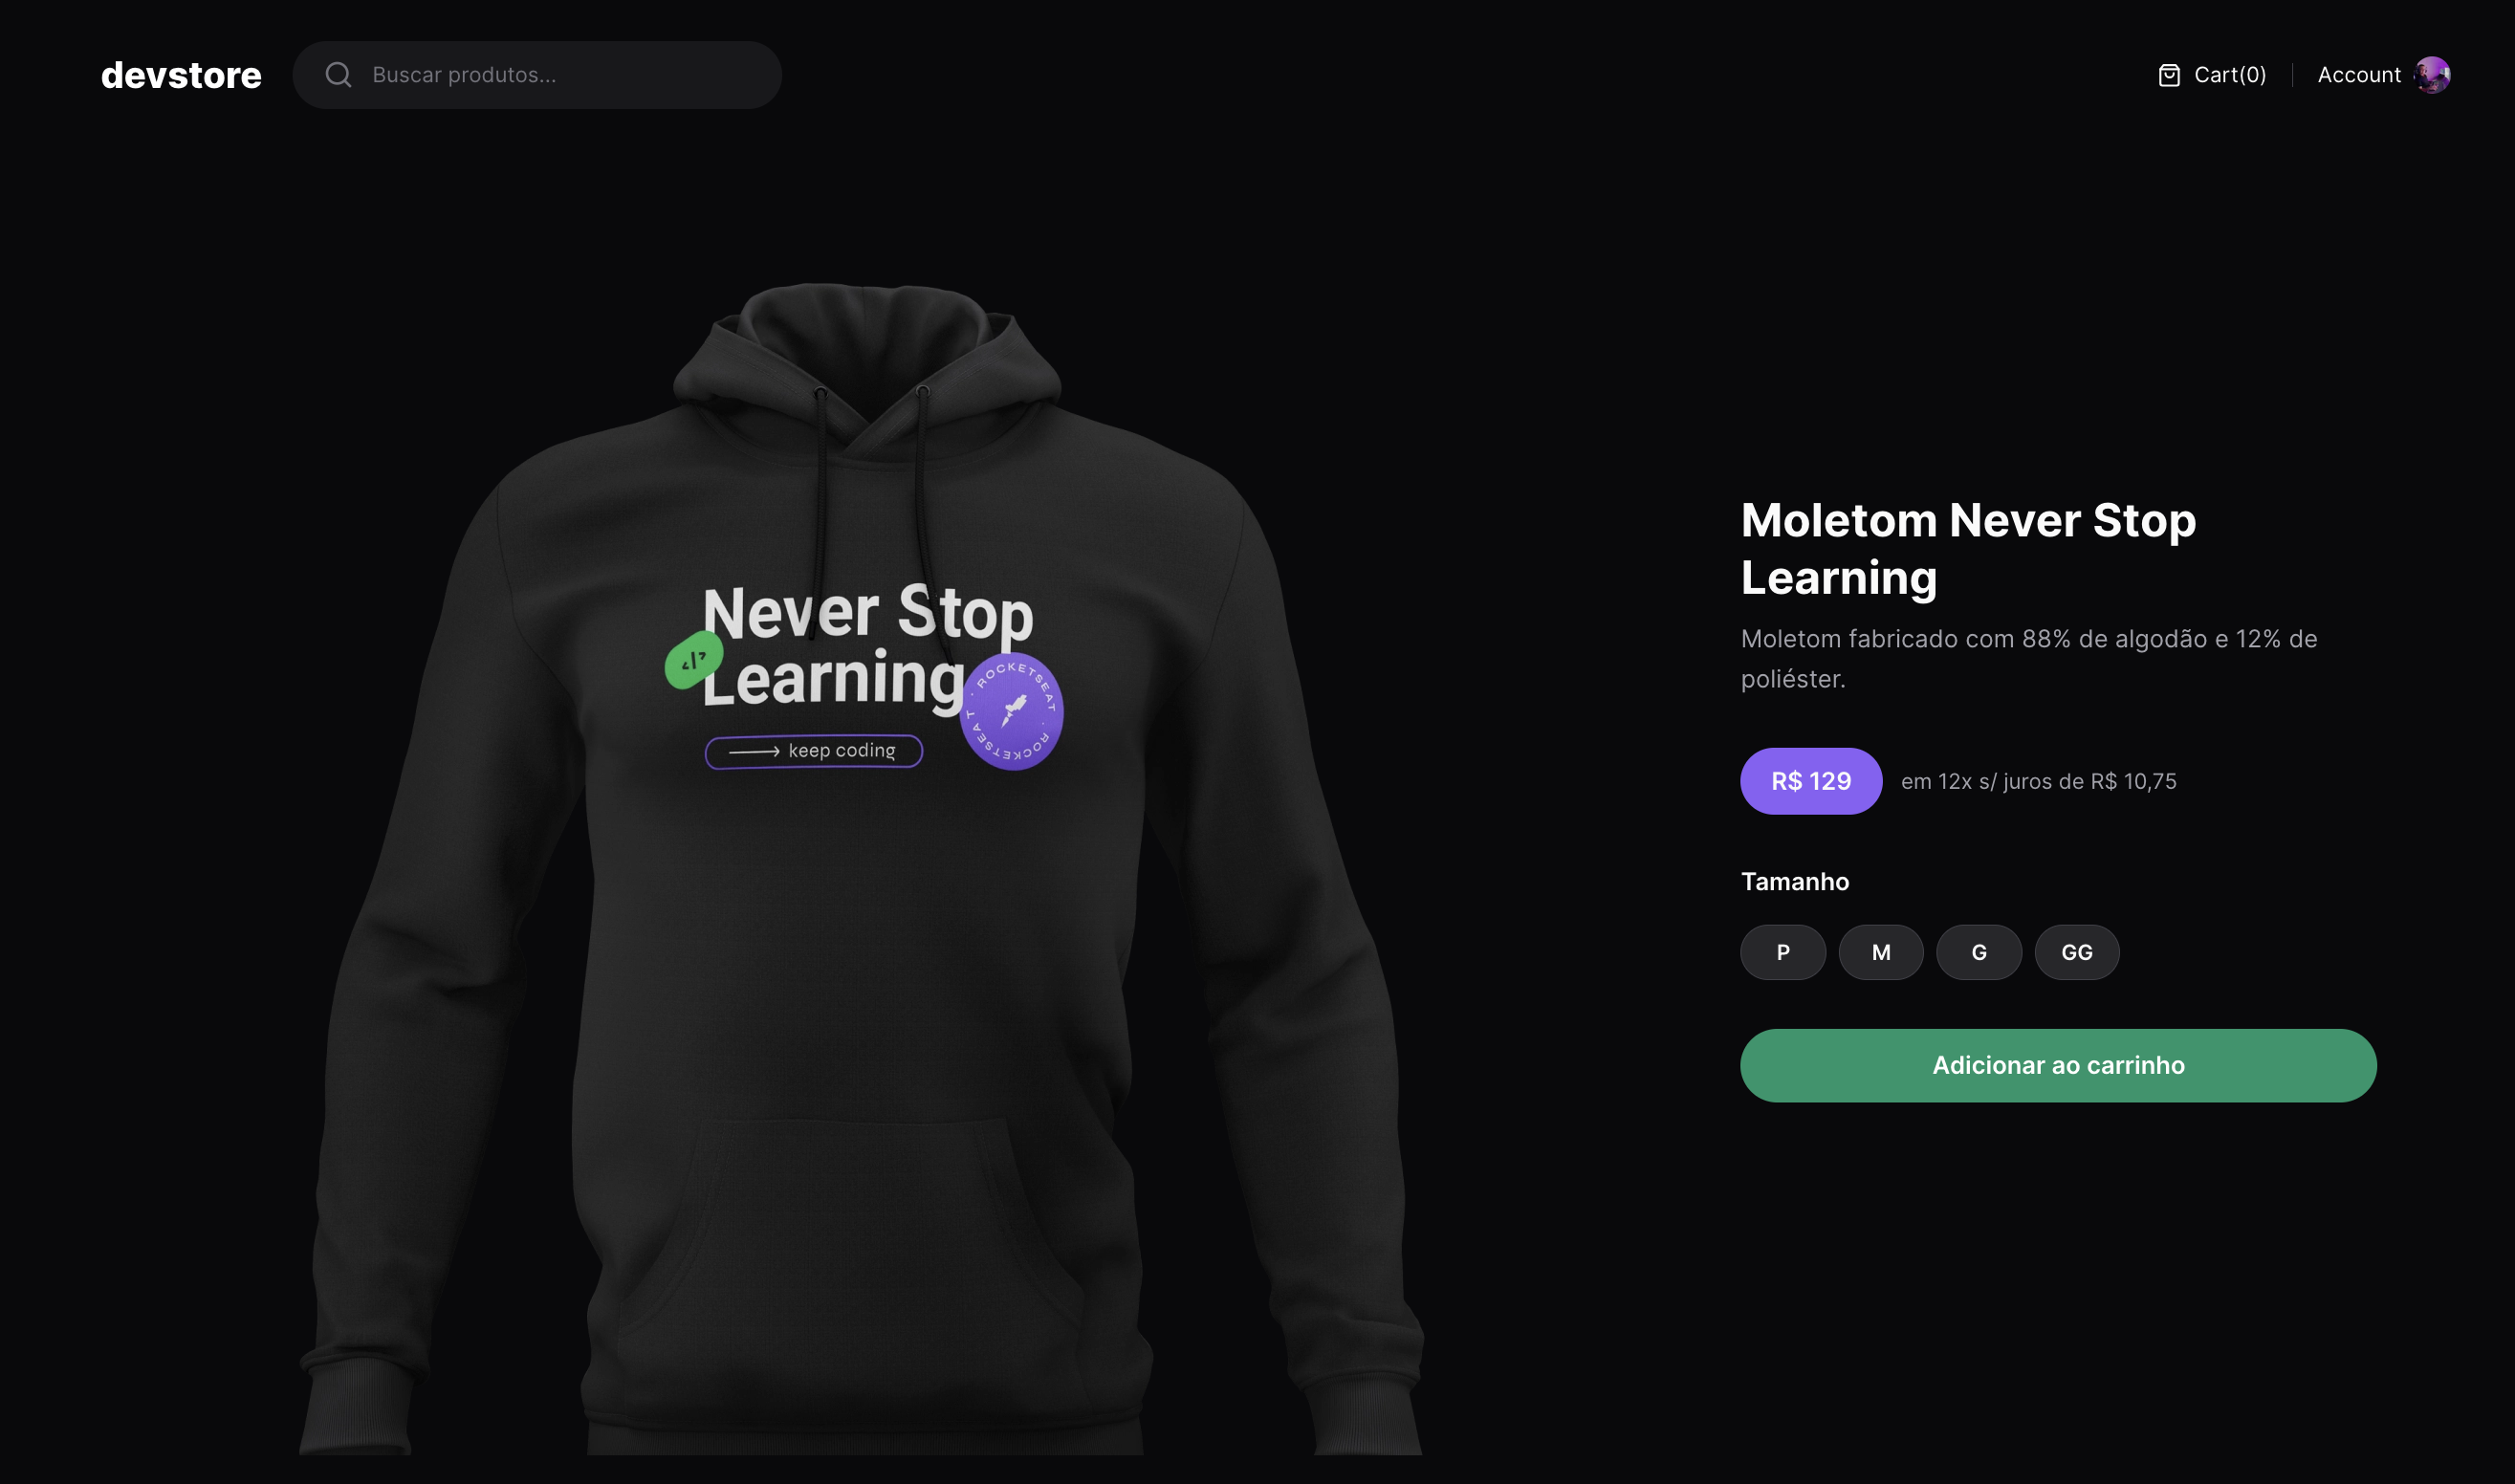 devstore
Buscar produtos...
Cart(0)
Account
Never Stop
</>
Learning
· ROCKETSEAT · ROCKETSEAT
keep coding
Moletom Never Stop
Learning
Moletom fabricado com 88% de algodão e 12% de
poliéster.
R$ 129
em 12x s/ juros de R$ 10,75
Tamanho
P
M
G
GG
Adicionar ao carrinho